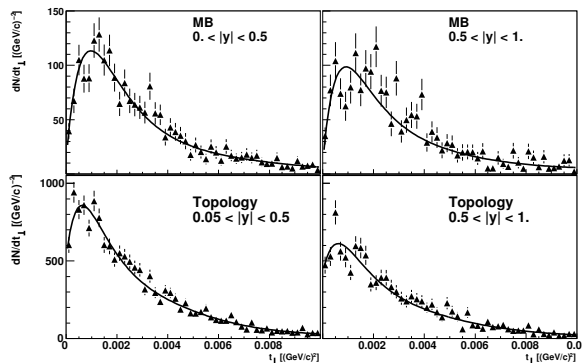 dN/dt⊥ [(GeV/c)⁻²]
150
100
50
MB
0. < |y| < 0.5
MB
0.5 < |y| < 1.
dN/dt⊥ [(GeV/c)⁻²]
1000
500
0
Topology
0.05 < |y| < 0.5
Topology
0.5 < |y| < 1.
0 0.002 0.004 0.006 0.008
0.002 0.004 0.006 0.008 0.0
t⊥ [(GeV/c)²]
t⊥ [(GeV/c)²]